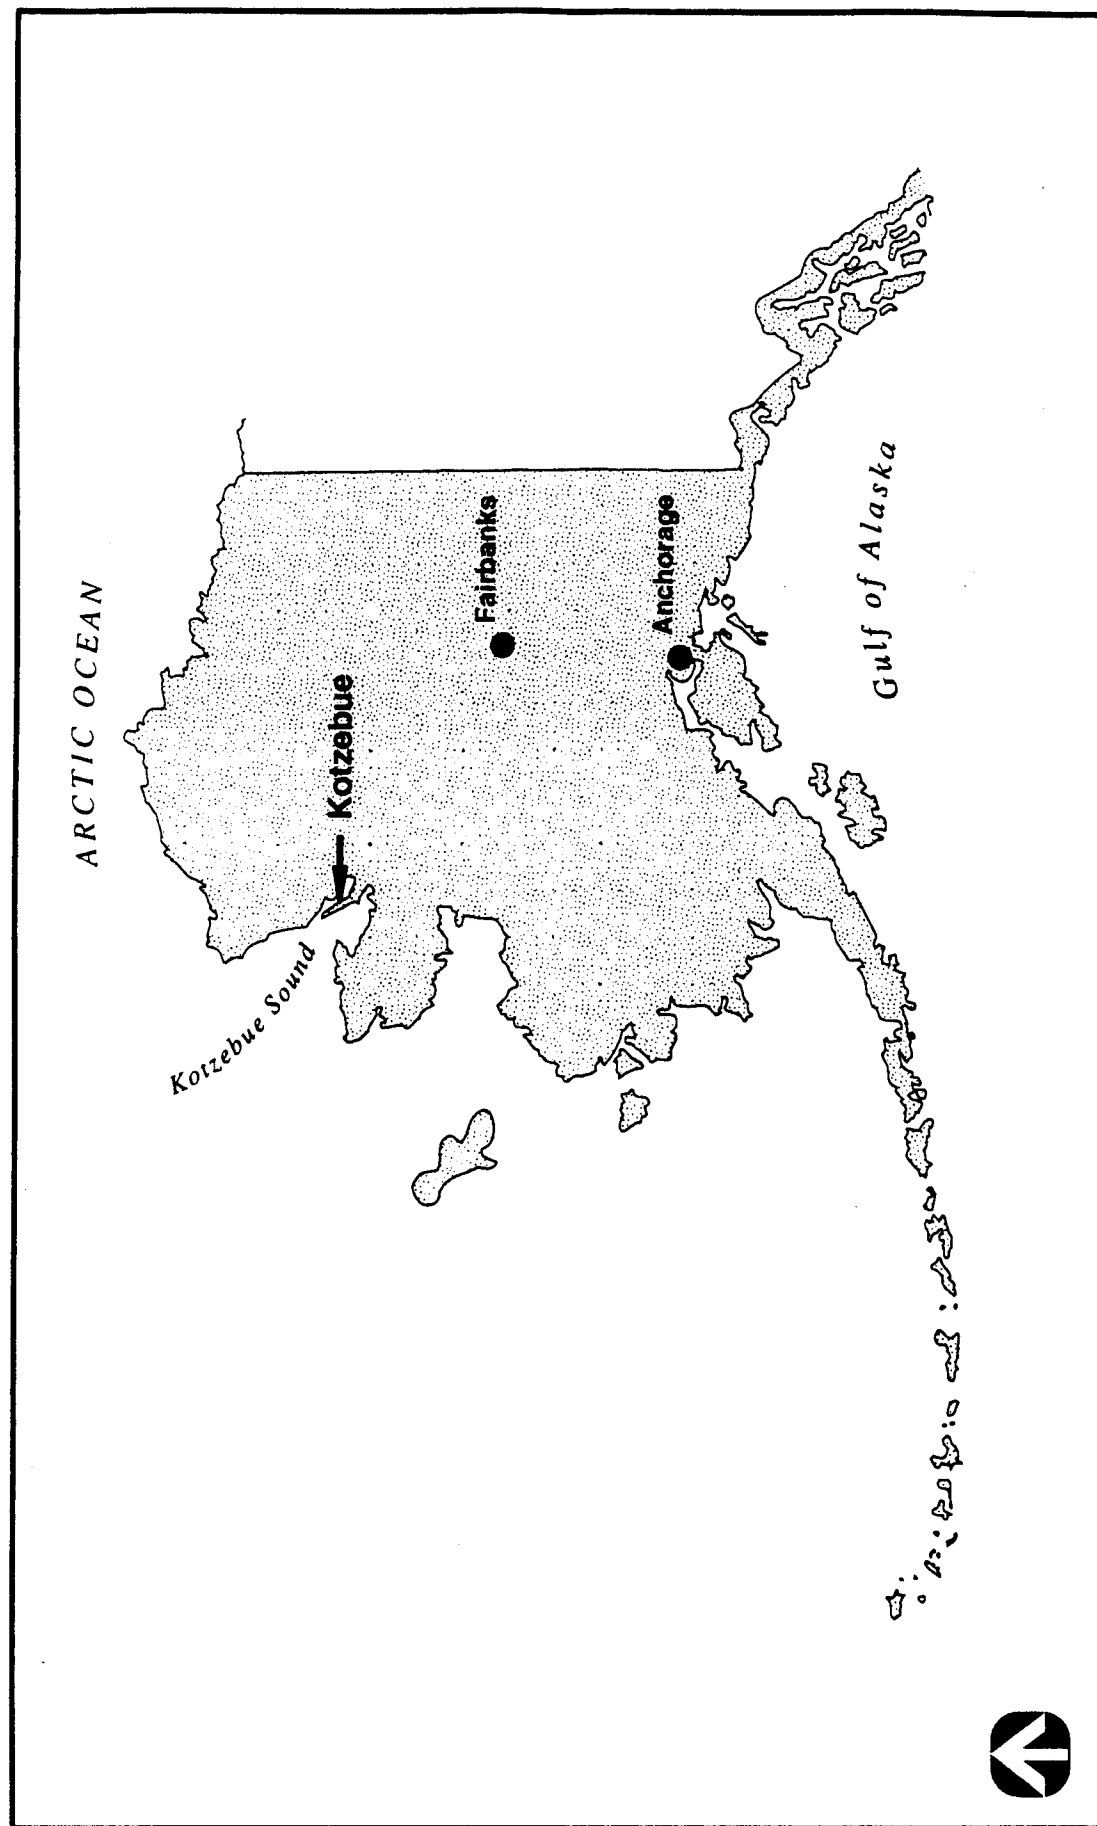 ARCTIC OCEAN
Kotzebue Sound
Kotzebue
Fairbanks
Anchorage
Gulf of Alaska